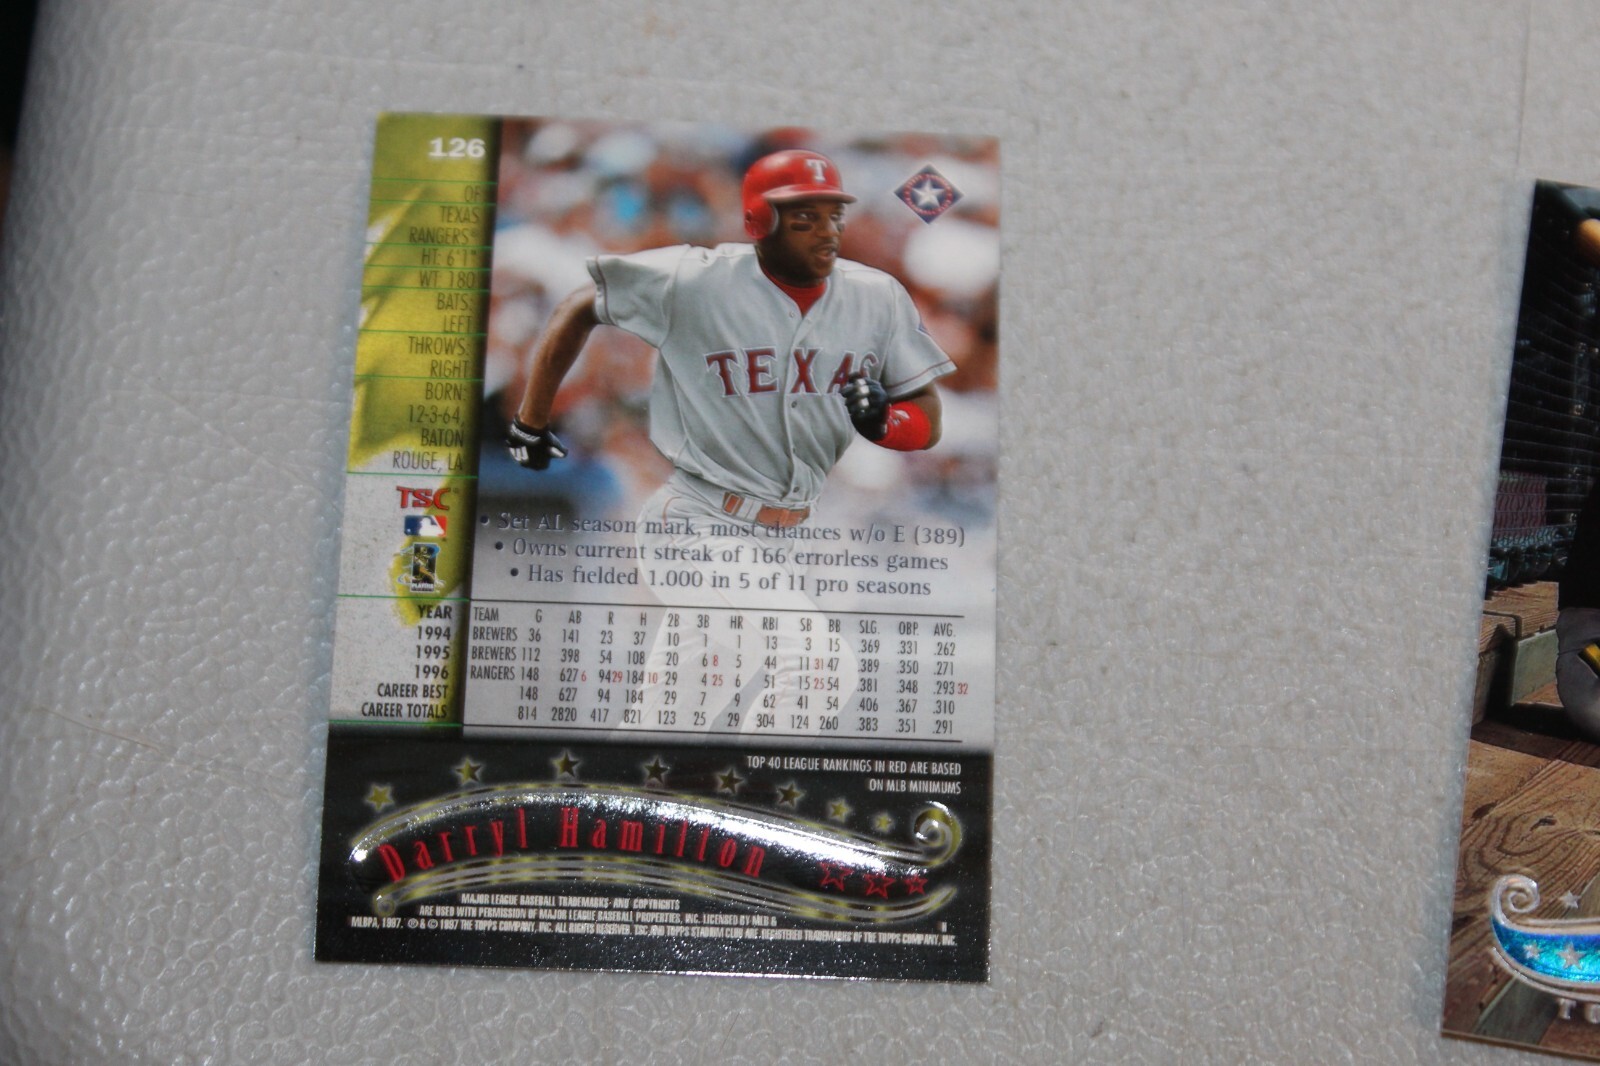 126
OF
TEXAS
RANGERS®
HT: 6'1"
WT: 180
BATS:
LEFT
THROWS:
RIGHT
BORN:
12-3-64,
BATON
ROUGE, LA
TSC
T
TEXAS
• Set AL season mark, most chances w/o E (389)
• Owns current streak of 166 errorless games
• Has fielded 1.000 in 5 of 11 pro seasons
YEAR TEAM G AB R H 2B 3B HR RBI SB BB SLG. OBP. AVG.
1994 BREWERS 36 141 23 37 10 1 1 13 3 15 .369 .331 .262
1995 BREWERS 112 398 54 108 20 6 8 5 44 11 31 47 .389 .350 .271
1996 RANGERS 148 627 6 94 29 184 10 29 4 25 6 51 15 25 54 .381 .348 .293 32
CAREER BEST 148 627 94 184 29 7 9 62 41 54 .406 .367 .310
CAREER TOTALS 814 2820 417 821 123 25 29 304 124 260 .383 .351 .291
TOP 40 LEAGUE RANKINGS IN RED ARE BASED
ON MLB MINIMUMS
Darryl Hamilton
MAJOR LEAGUE BASEBALL TRADEMARKS AND COPYRIGHTS
ARE USED WITH PERMISSION OF MAJOR LEAGUE BASEBALL PROPERTIES, INC. LICENSED BY MLB &
MLBPA, 1997. ® & © 1997 THE TOPPS COMPANY, INC. ALL RIGHTS RESERVED. TSC, AND TOPPS STADIUM CLUB ARE REGISTERED TRADEMARKS OF THE TOPPS COMPANY, INC.